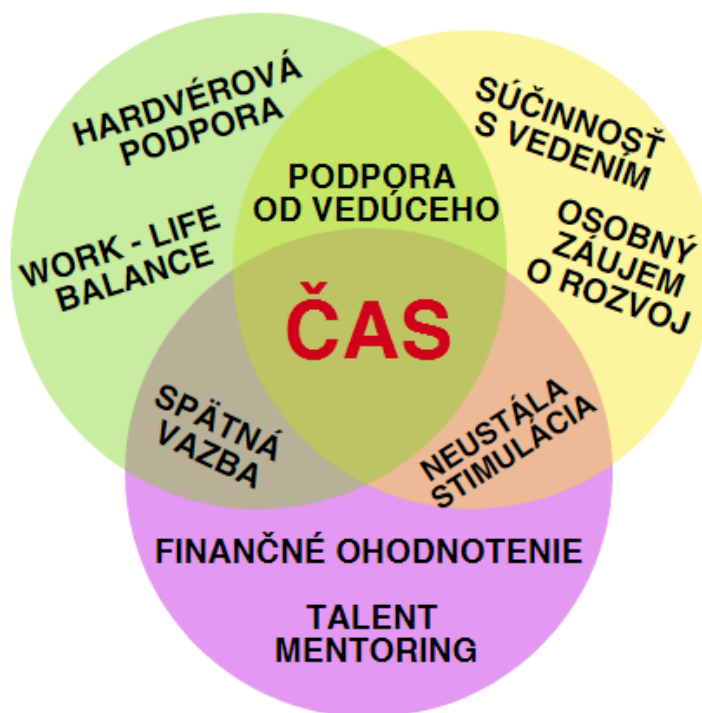 HARDVÉROVÁ
PODPORA
SÚČINNOSŤ
S VEDENÍM
PODPORA
OD VEDÚCEHO
WORK - LIFE
BALANCE
OSOBNÝ
ZÁUJEM
O ROZVOJ
ČAS
SPÄTNÁ
VAZBA
NEUSTÁLA
STIMULÁCIA
FINANČNÉ OHODNOTENIE
TALENT
MENTORING